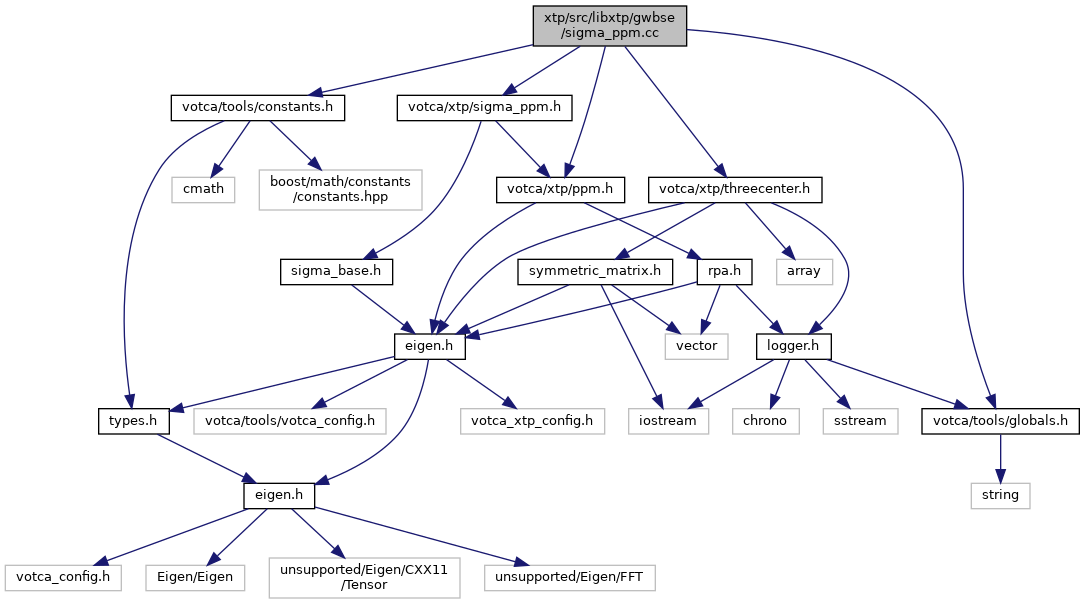 xtp/src/libxtp/gwbse
/sigma_ppm.cc
votca/tools/constants.h
votca/xtp/sigma_ppm.h
cmath
boost/math/constants
/constants.hpp
votca/xtp/ppm.h
votca/xtp/threecenter.h
sigma_base.h
symmetric_matrix.h
rpa.h
array
eigen.h
vector
logger.h
types.h
votca/tools/votca_config.h
votca_xtp_config.h
iostream
chrono
sstream
votca/tools/globals.h
eigen.h
string
votca_config.h
Eigen/Eigen
unsupported/Eigen/CXX11
/Tensor
unsupported/Eigen/FFT